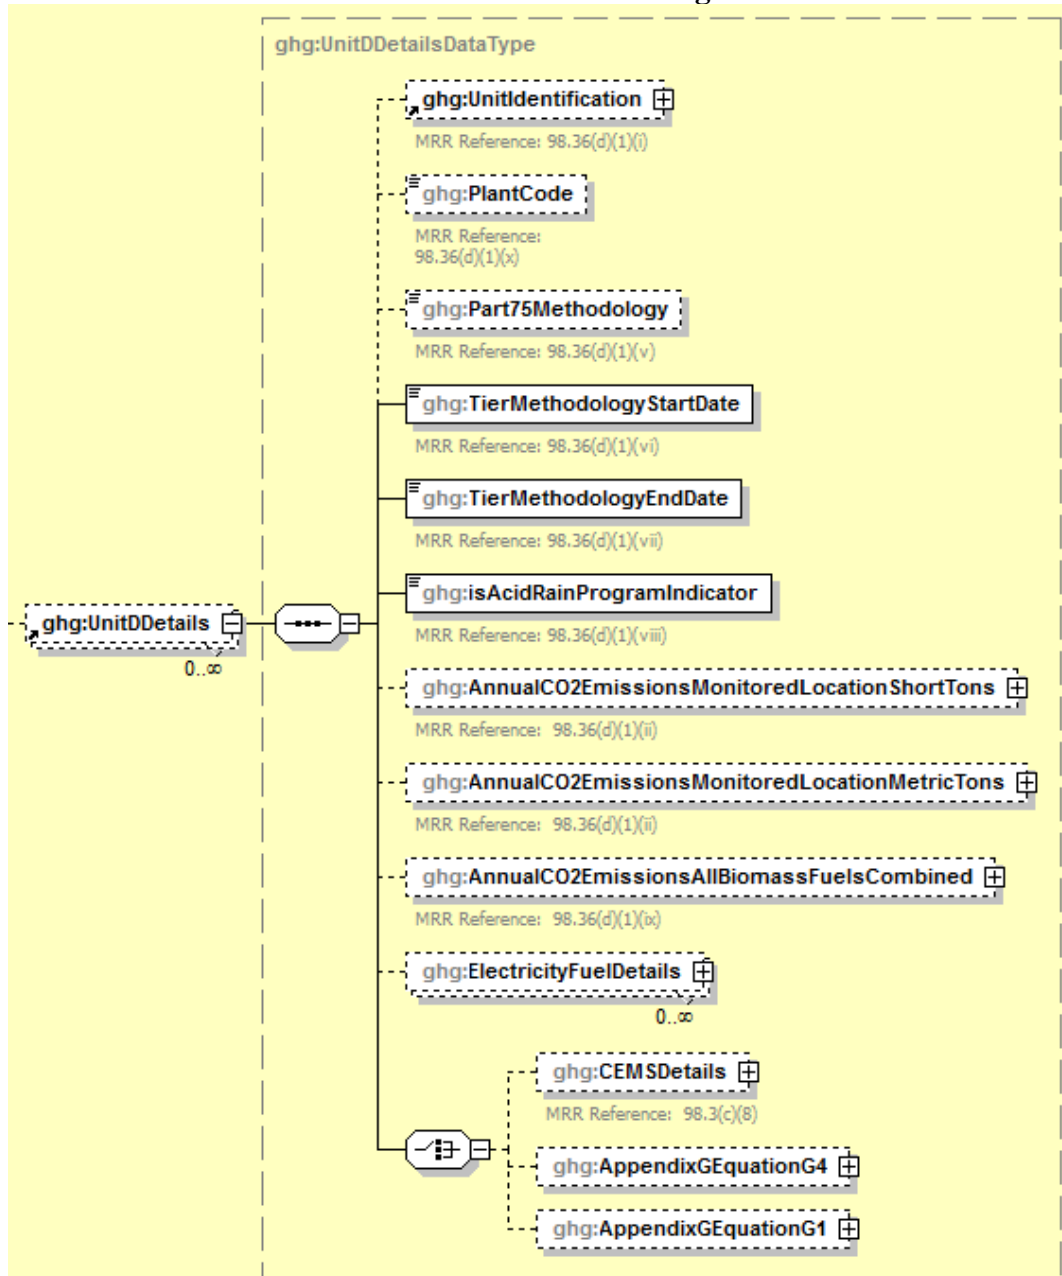 g
ghg:UnitDDetailsDataType
ghg:UnitIdentification
MRR Reference: 98.36(d)(1)(i)
ghg:PlantCode
MRR Reference:
98.36(d)(1)(x)
ghg:Part75Methodology
MRR Reference: 98.36(d)(1)(v)
ghg:TierMethodologyStartDate
MRR Reference: 98.36(d)(1)(vi)
ghg:TierMethodologyEndDate
MRR Reference: 98.36(d)(1)(vii)
ghg:isAcidRainProgramIndicator
MRR Reference: 98.36(d)(1)(viii)
ghg:UnitDDetails
0..∞
ghg:AnnualCO2EmissionsMonitoredLocationShortTons
MRR Reference: 98.36(d)(1)(ii)
ghg:AnnualCO2EmissionsMonitoredLocationMetricTons
MRR Reference: 98.36(d)(1)(ii)
ghg:AnnualCO2EmissionsAllBiomassFuelsCombined
MRR Reference: 98.36(d)(1)(ix)
ghg:ElectricityFuelDetails
0..∞
ghg:CEMSDetails
MRR Reference: 98.3(c)(8)
ghg:AppendixGEquationG4
ghg:AppendixGEquationG1